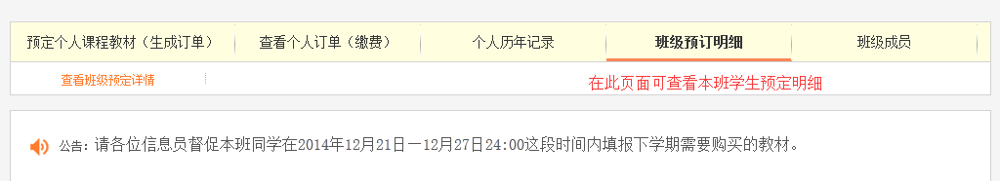 预定个人课程教材（生成订单） 查看个人订单（缴费） 个人历年记录 班级预订明细 班级成员
查看班级预定详情 在此页面可查看本班学生预定明细
公告：请各位信息员督促本班同学在2014年12月21日一12月27日24:00这段时间内填报下学期需要购买的教材。